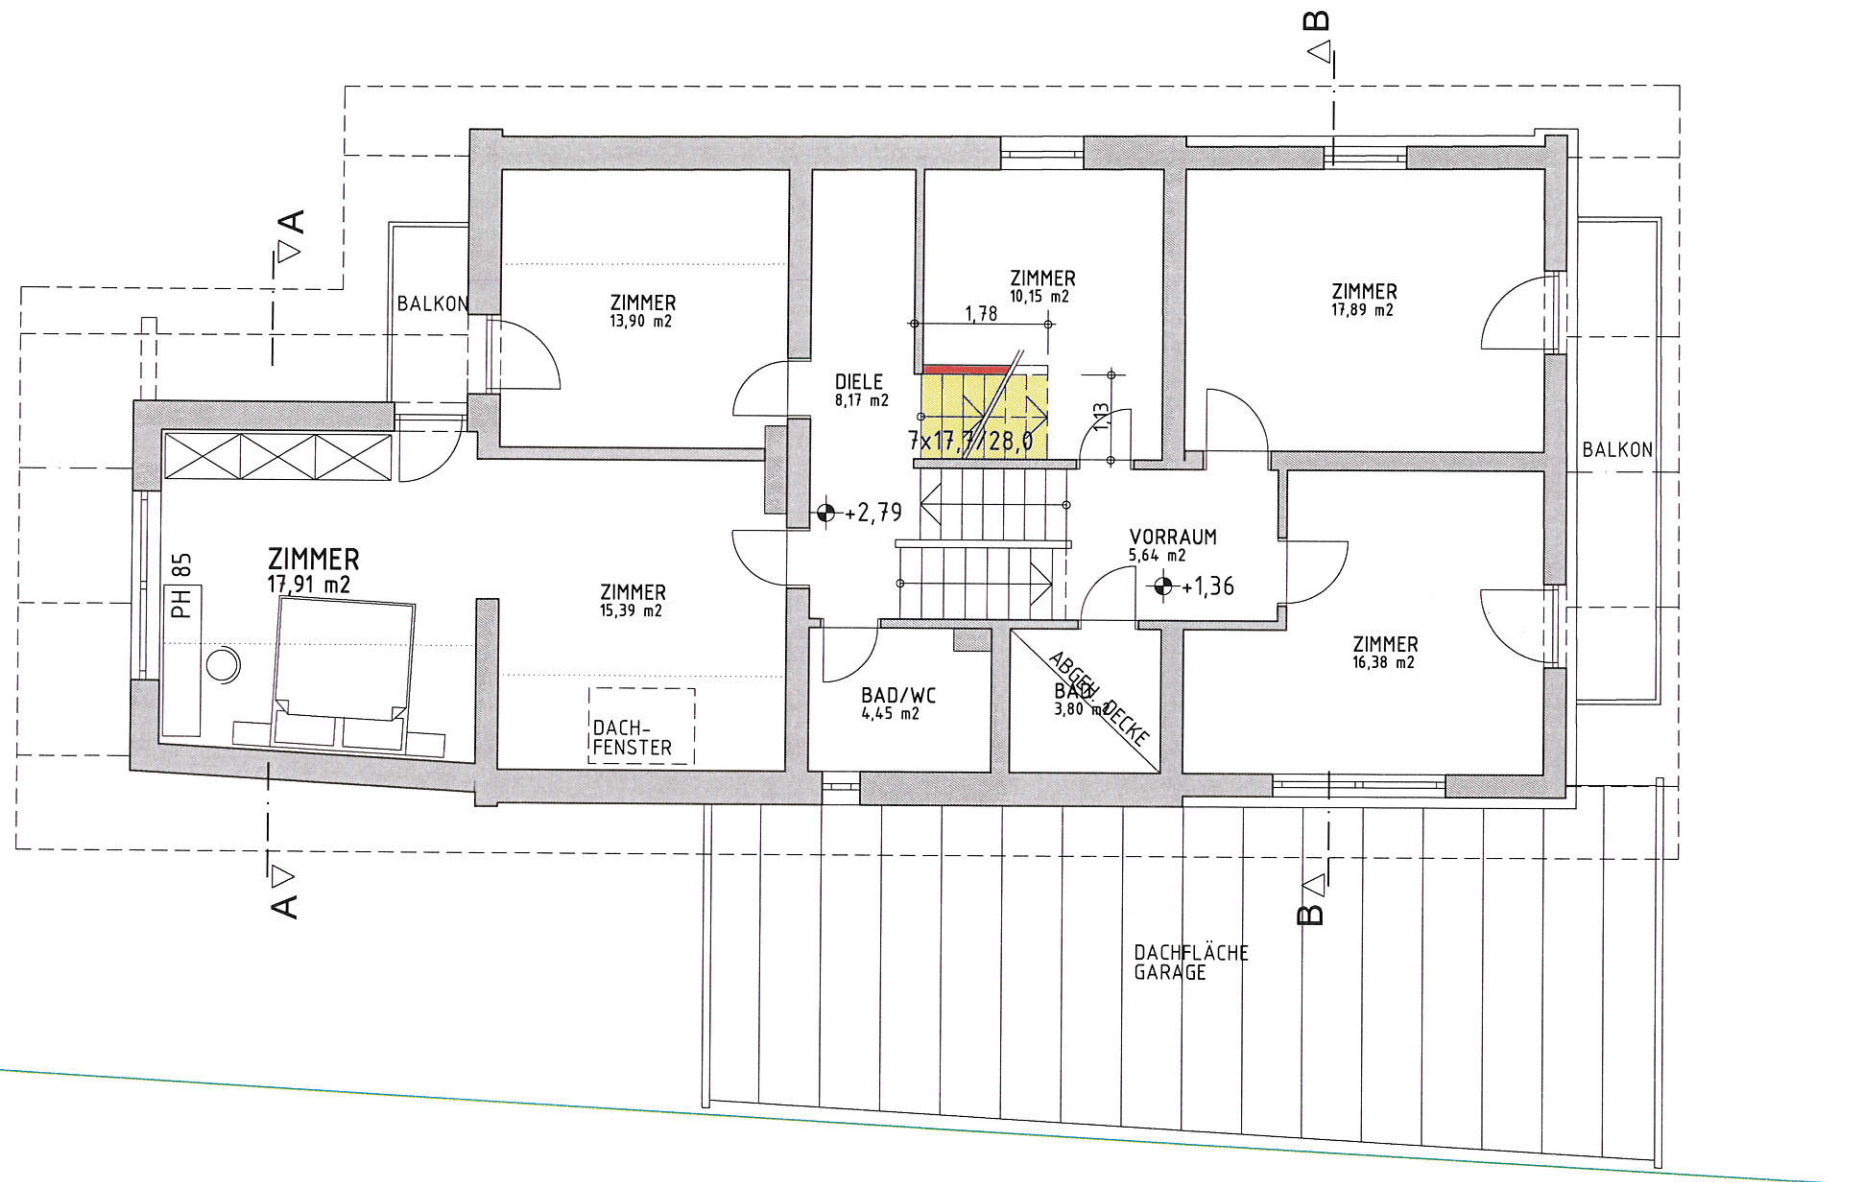 B
A
BALKON
ZIMMER
13,90 m2
ZIMMER
10,15 m2
1,78
ZIMMER
17,89 m2
DIELE
8,17 m2
1,13
7x17,7/28,0
BALKON
+2,79
VORRAUM
5,64 m2
+1,36
ZIMMER
17,91 m2
PH 85
ZIMMER
15,39 m2
ZIMMER
16,38 m2
DACH-
FENSTER
BAD/WC
4,45 m2
BAD
3,80 m2
ABGEH. DECKE
A
B
DACHFLÄCHE
GARAGE